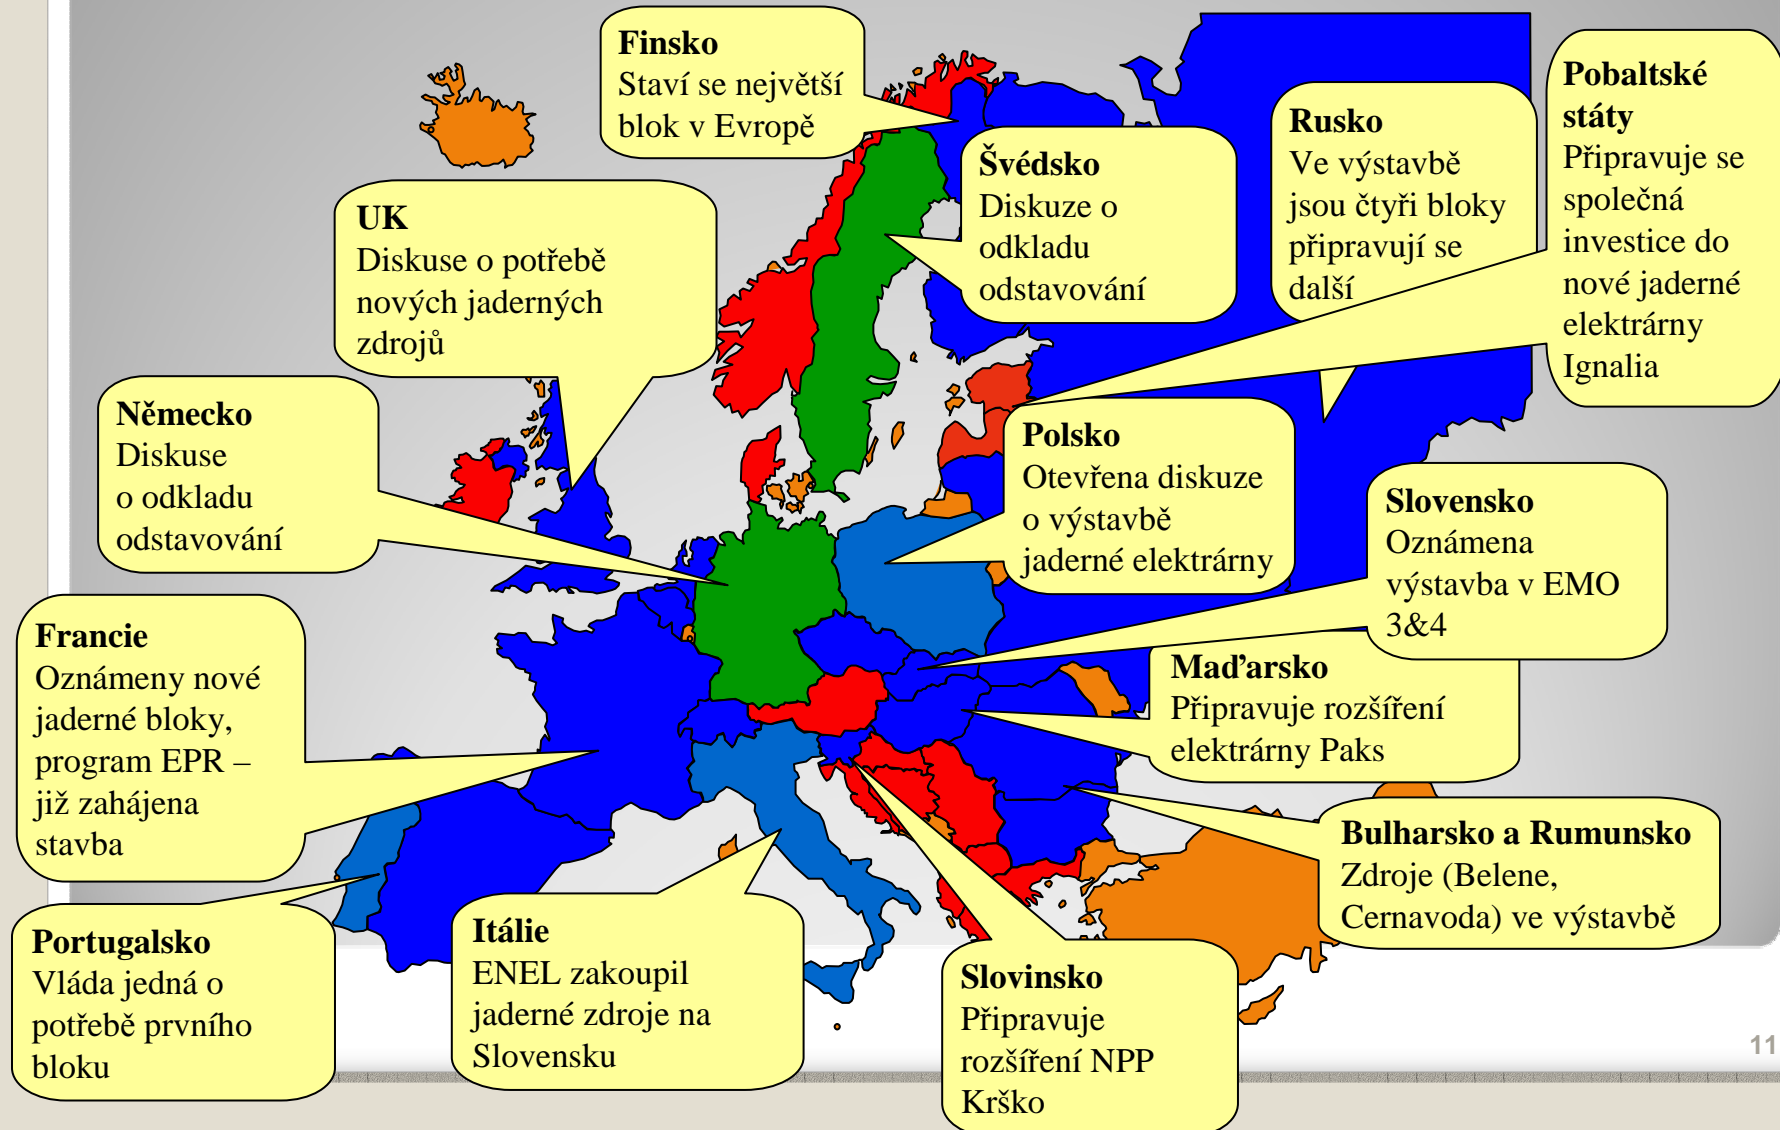 Finsko
Staví se největší
blok v Evropě
Švédsko
Diskuze o
odkladu
odstavování
Rusko
Ve výstavbě
jsou čtyři bloky
připravují se
další
Pobaltské
státy
Připravuje se
společná
investice do
nové jaderné
elektrárny
Ignalia
UK
Diskuse o potřebě
nových jaderných
zdrojů
Německo
Diskuse
o odkladu
odstavování
Polsko
Otevřena diskuze
o výstavbě
jaderné elektrárny
Slovensko
Oznámena
výstavba v EMO
3&4
Francie
Oznámeny nové
jaderné bloky,
program EPR –
již zahájena
stavba
Maďarsko
Připravuje rozšíření
elektrárny Paks
Bulharsko a Rumunsko
Zdroje (Belene,
Cernavoda) ve výstavbě
Portugalsko
Vláda jedná o
potřebě prvního
bloku
Itálie
ENEL zakoupil
jaderné zdroje na
Slovensku
Slovinsko
Připravuje
rozšíření NPP
Krško
11